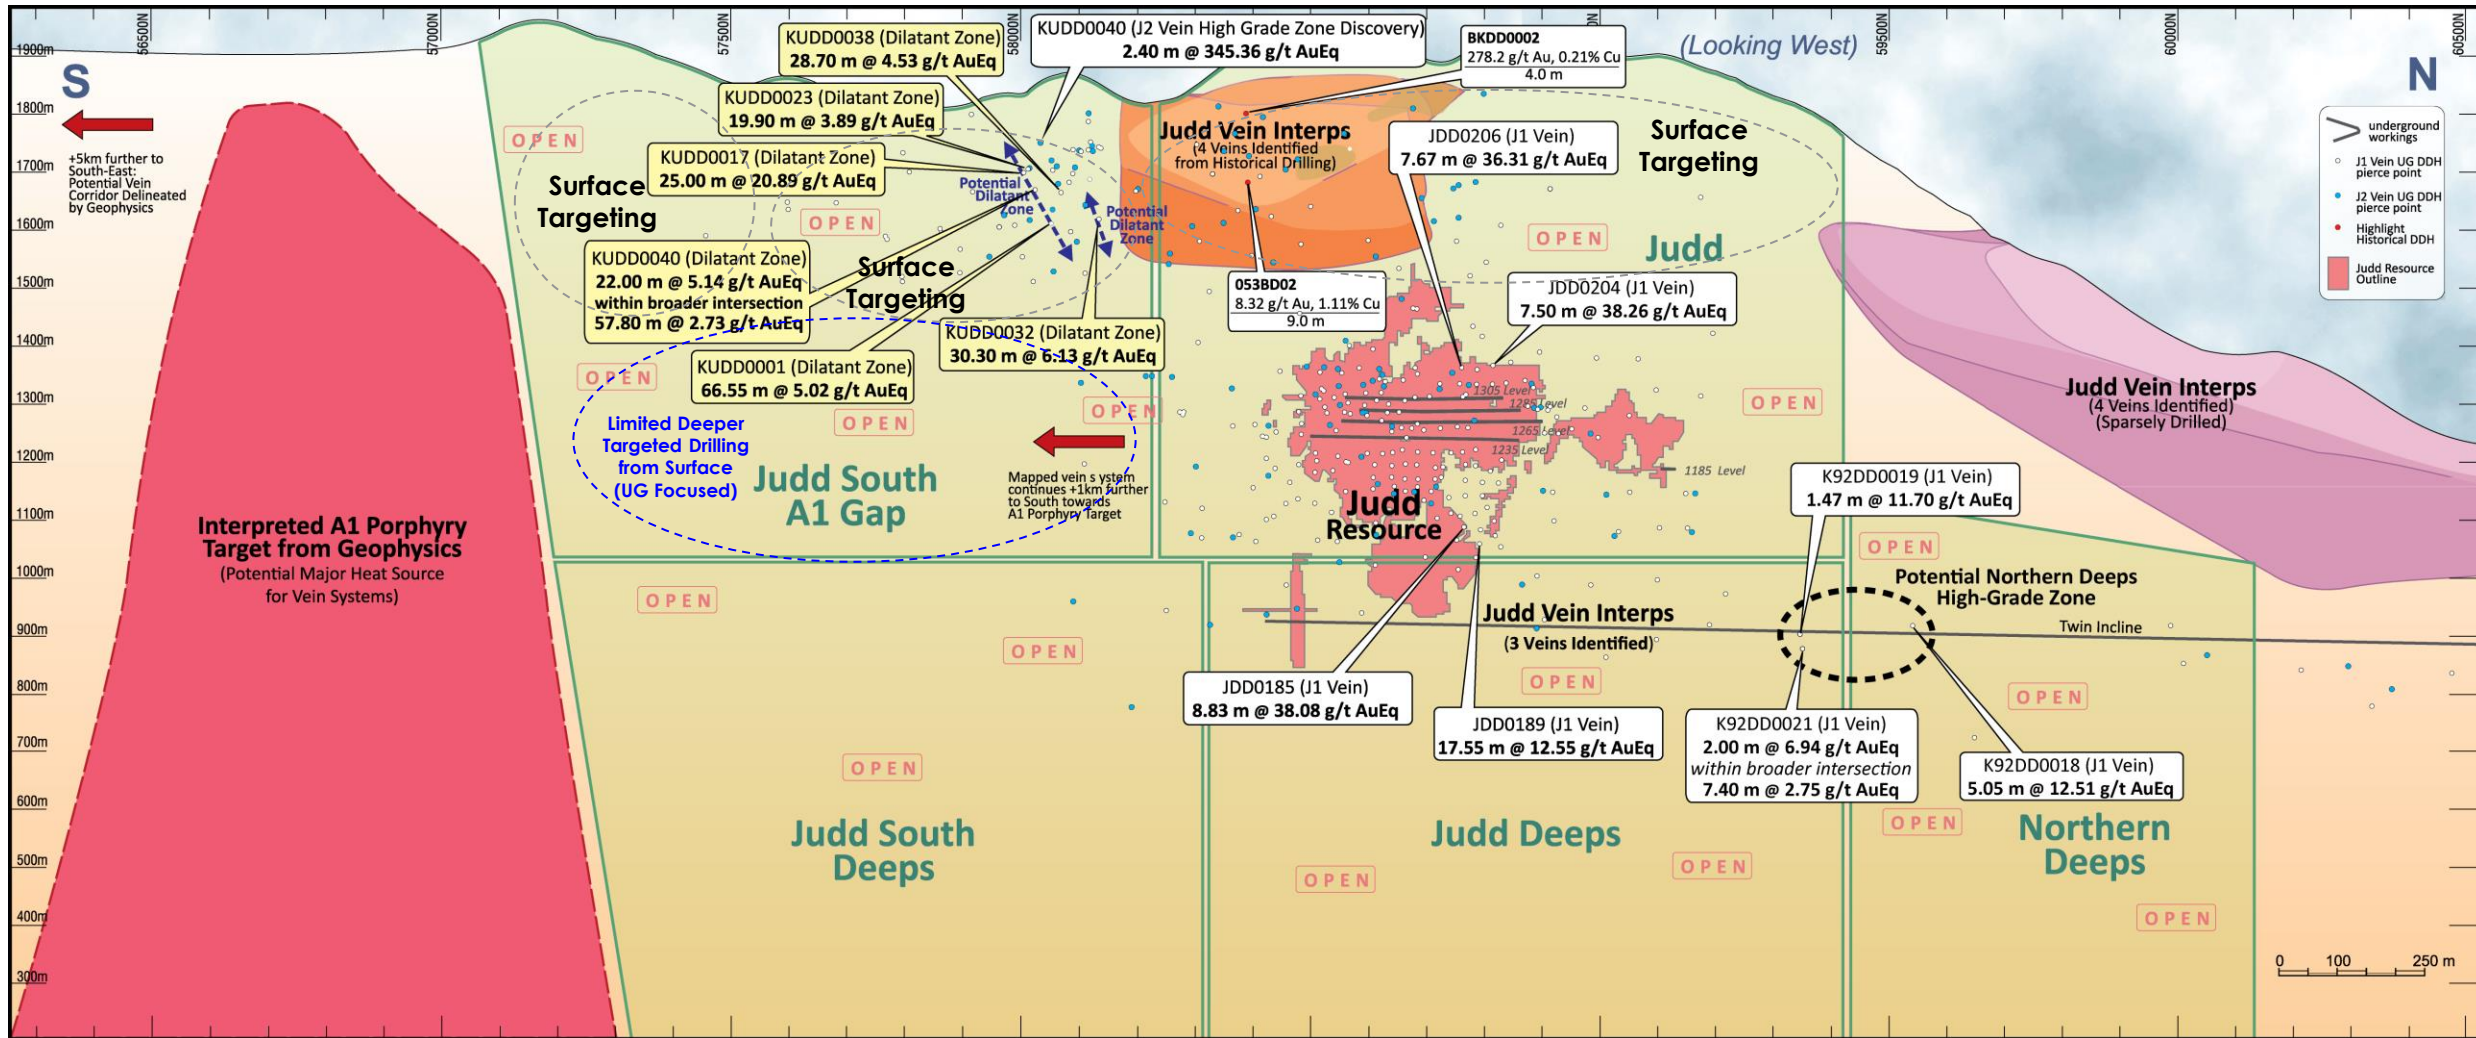 56500N
57000N
57500N
58000N
59500N
60000N
60500N
(Looking West)
S
N
1900m
1800m
1700m
1600m
1500m
1400m
1300m
1200m
1100m
1000m
900m
800m
700m
600m
500m
400m
300m
+5km further to
South-East:
Potential Vein
Corridor Delineated
by Geophysics
Interpreted A1 Porphyry
Target from Geophysics
(Potential Major Heat Source
for Vein Systems)
KUDD0038 (Dilatant Zone)
28.70 m @ 4.53 g/t AuEq
KUDD0040 (J2 Vein High Grade Zone Discovery)
2.40 m @ 345.36 g/t AuEq
BKDD0002
278.2 g/t Au, 0.21% Cu
4.0 m
KUDD0023 (Dilatant Zone)
19.90 m @ 3.89 g/t AuEq
KUDD0017 (Dilatant Zone)
25.00 m @ 20.89 g/t AuEq
OPEN
Surface
Targeting
OPEN
Potential
Dilatant
Zone
Potential
Dilatant
Zone
KUDD0040 (Dilatant Zone)
22.00 m @ 5.14 g/t AuEq
within broader intersection
57.80 m @ 2.73 g/t AuEq
Surface
Targeting
KUDD0032 (Dilatant Zone)
30.30 m @ 6.13 g/t AuEq
KUDD0001 (Dilatant Zone)
66.55 m @ 5.02 g/t AuEq
OPEN
OPEN
OPEN
Limited Deeper
Targeted Drilling
from Surface
(UG Focused)
Judd South
A1 Gap
Mapped vein s ystem
continues +1km further
to South towards
A1 Porphyry Target
Judd Vein Interps
(4 Veins Identified
from Historical Drilling)
JDD0206 (J1 Vein)
7.67 m @ 36.31 g/t AuEq
Surface
Targeting
OPEN
Judd
053BD02
8.32 g/t Au, 1.11% Cu
9.0 m
JDD0204 (J1 Vein)
7.50 m @ 38.26 g/t AuEq
OPEN
1305 Level
1285 Level
1265 Level
1235 Level
1185 Level
Judd
Resource
underground
workings
J1 Vein UG DDH
pierce point
J2 Vein UG DDH
pierce point
Highlight
Historical DDH
Judd Resource
Outline
Judd Vein Interps
(4 Veins Identified)
(Sparsely Drilled)
K92DD0019 (J1 Vein)
1.47 m @ 11.70 g/t AuEq
OPEN
Potential Northern Deeps
High-Grade Zone
Twin Incline
Judd Vein Interps
(3 Veins Identified)
OPEN
OPEN
OPEN
OPEN
JDD0185 (J1 Vein)
8.83 m @ 38.08 g/t AuEq
JDD0189 (J1 Vein)
17.55 m @ 12.55 g/t AuEq
K92DD0021 (J1 Vein)
2.00 m @ 6.94 g/t AuEq
within broader intersection
7.40 m @ 2.75 g/t AuEq
K92DD0018 (J1 Vein)
5.05 m @ 12.51 g/t AuEq
OPEN
OPEN
Judd South
Deeps
Judd Deeps
Northern
Deeps
OPEN
OPEN
OPEN
0 100 250 m